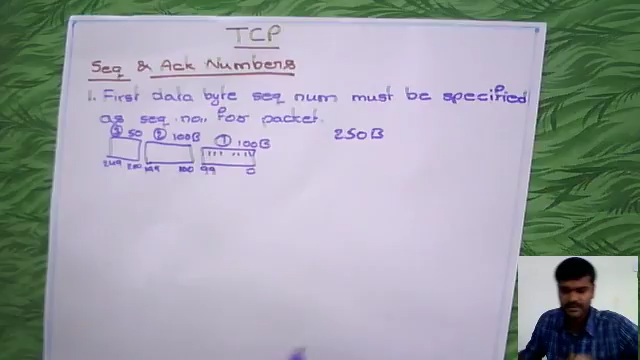 TCP
Seq & Ack Numbers
1. First data byte seq num must be specified
as seq no. For packet.
③ 50 ② 100B ① 100B
250B
249 200 199 100 99 0